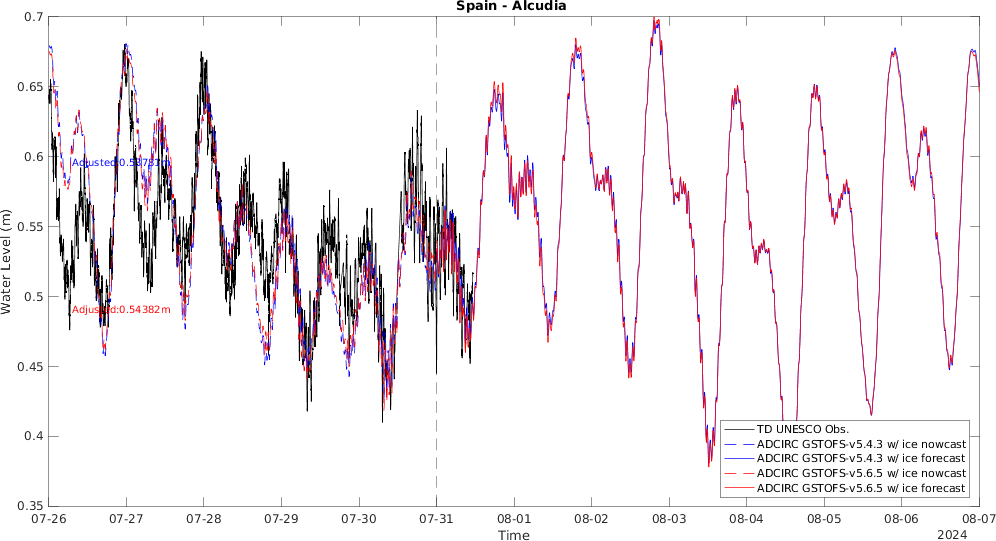 Spain - Alcudia
0.7
0.65
0.6
0.55
0.5
0.45
0.4
0.35
Water Level (m)
Adjusted:0.54382m
TD UNESCO Obs.
ADCIRC GSTOFS-v5.4.3 w/ ice nowcast
ADCIRC GSTOFS-v5.4.3 w/ ice forecast
ADCIRC GSTOFS-v5.6.5 w/ ice nowcast
ADCIRC GSTOFS-v5.6.5 w/ ice forecast
07-26 07-27 07-28 07-29 07-30 07-31 08-01 08-02 08-03 08-04 08-05 08-06 08-07
Time
2024